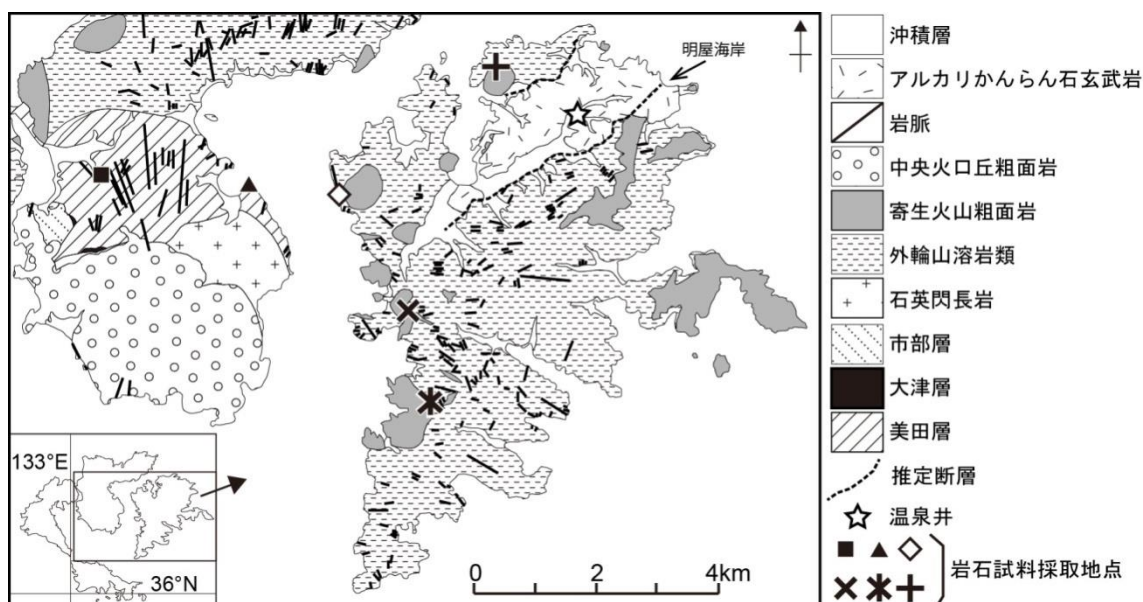 明屋海岸
133°E
36°N
0 2 4km
沖積層
アルカリかんらん石玄武岩
岩脈
中央火口丘粗面岩
寄生火山粗面岩
外輪山溶岩類
石英閃長岩
市部層
大津層
美田層
推定断層
温泉井
岩石試料採取地点